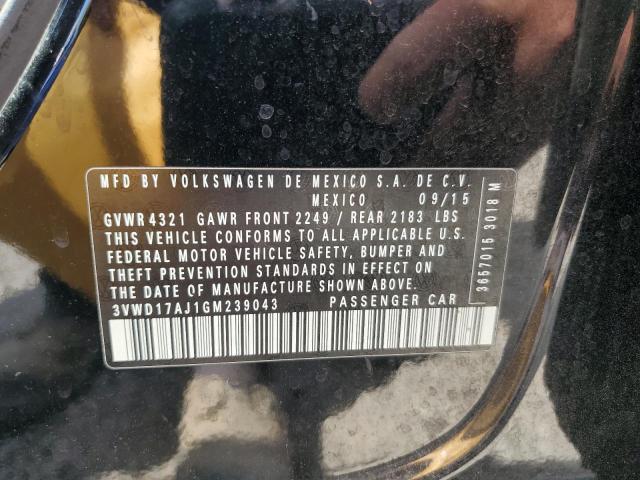 MFD BY VOLKSWAGEN DE MEXICO S.A. DE C.V.
MEXICO 09/15
GVWR 4321 GAWR FRONT 2249 / REAR 2183 LBS
THIS VEHICLE CONFORMS TO ALL APPLICABLE U.S.
FEDERAL MOTOR VEHICLE SAFETY, BUMPER AND
THEFT PREVENTION STANDARDS IN EFFECT ON
THE DATE OF MANUFACTURE SHOWN ABOVE.
3VWD17AJ1GM239043 PASSENGER CAR
3657015 3018 M